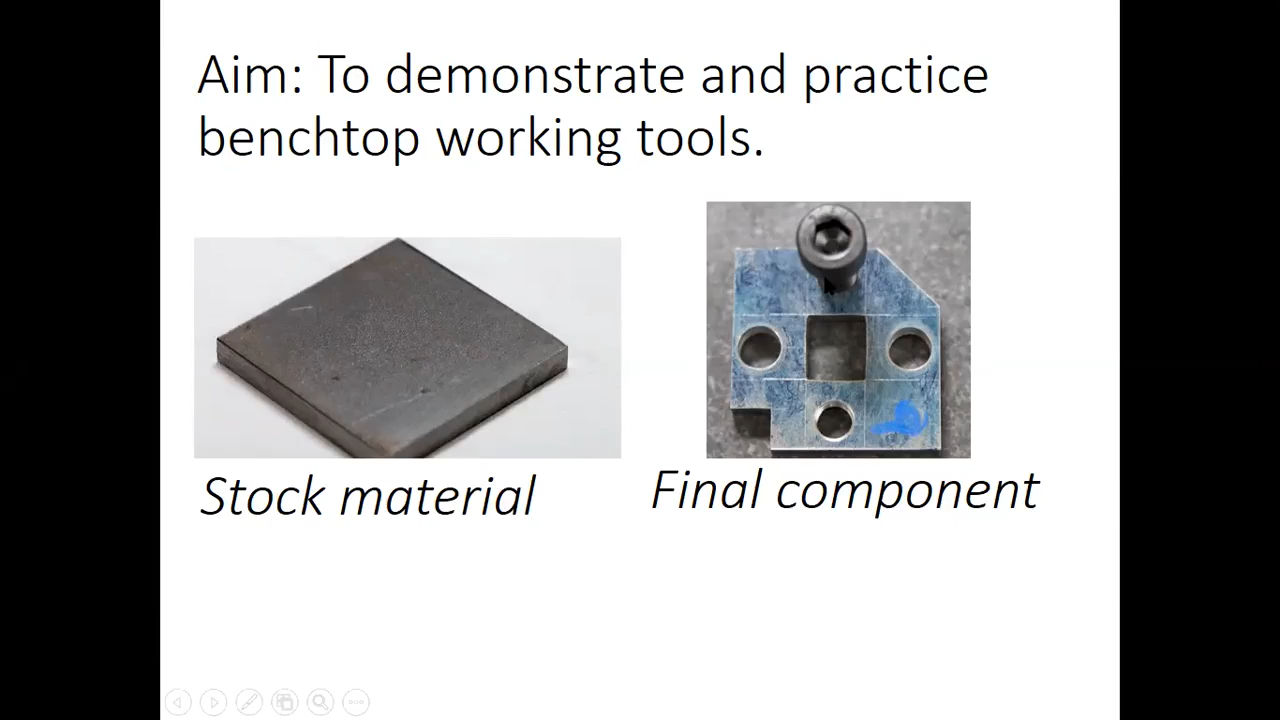 Aim: To demonstrate and practice
benchtop working tools.
Stock material
Final component